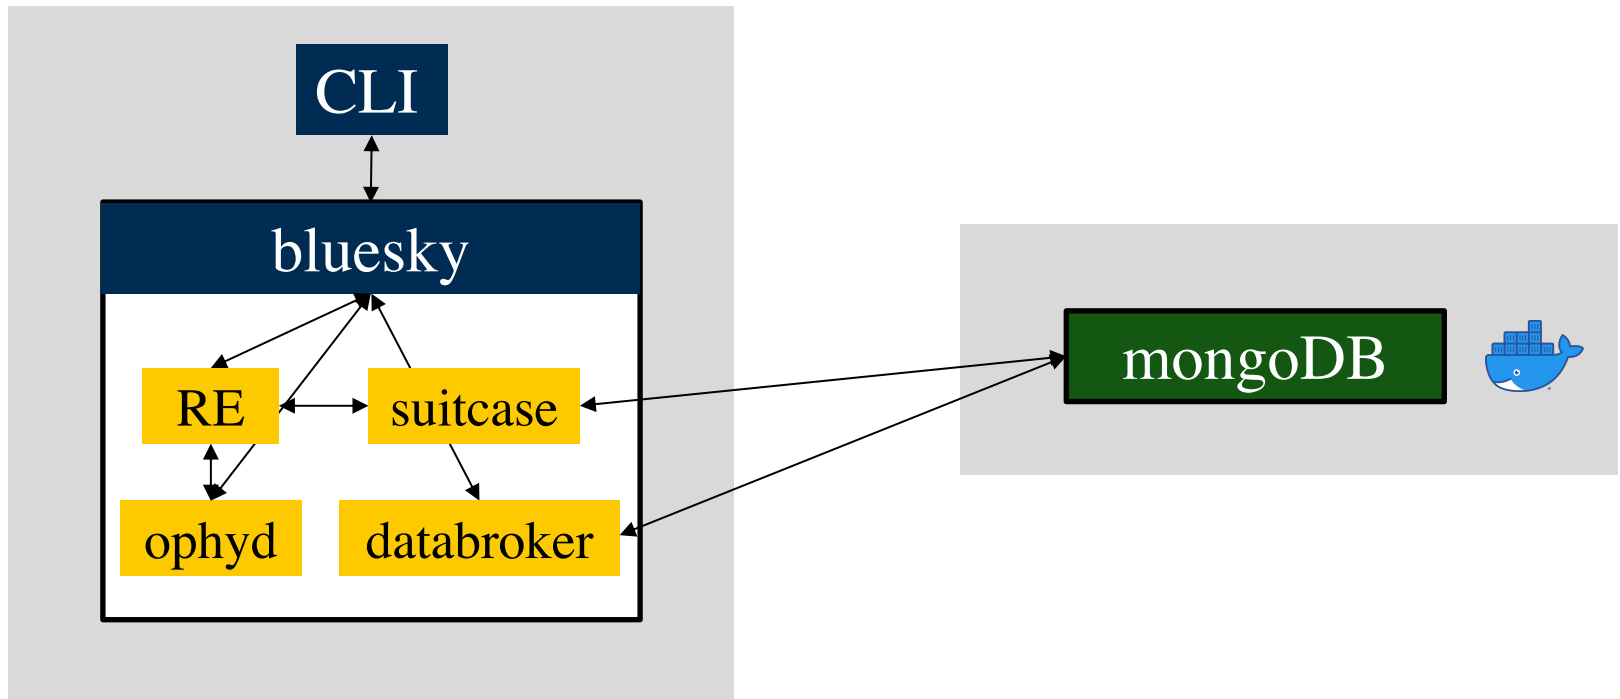 CLI
bluesky
RE
suitcase
ophyd
databroker
mongoDB